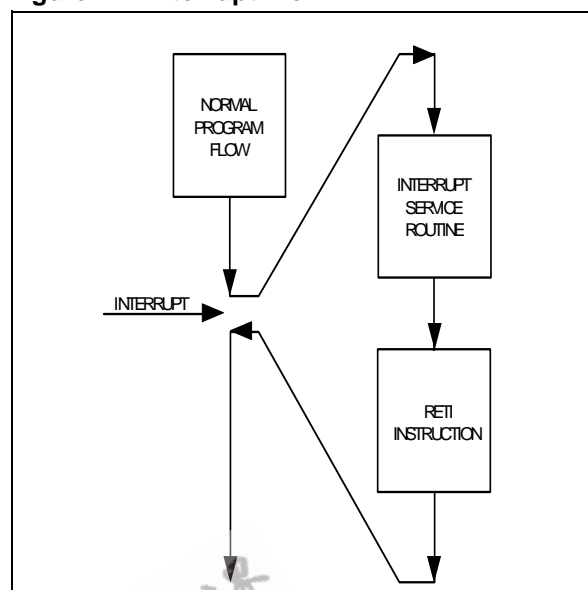 NORMAL
PROGRAM
FLOW
INTERRUPT
SERVICE
ROUTINE
INTERRUPT
RETI
INSTRUCTION